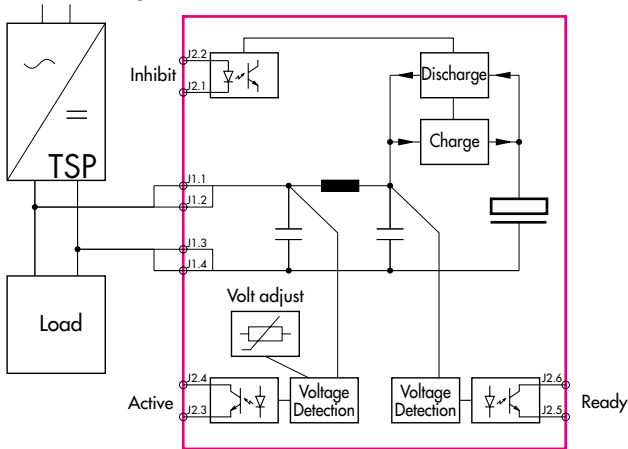 J2.2
Inhibit
J2.1
Discharge
Charge
TSP
J1.1
J1.2
J1.3
J1.4
Load
Volt adjust
J2.4
Active
J2.3
Voltage
Detection
Voltage
Detection
J2.6
Ready
J2.5